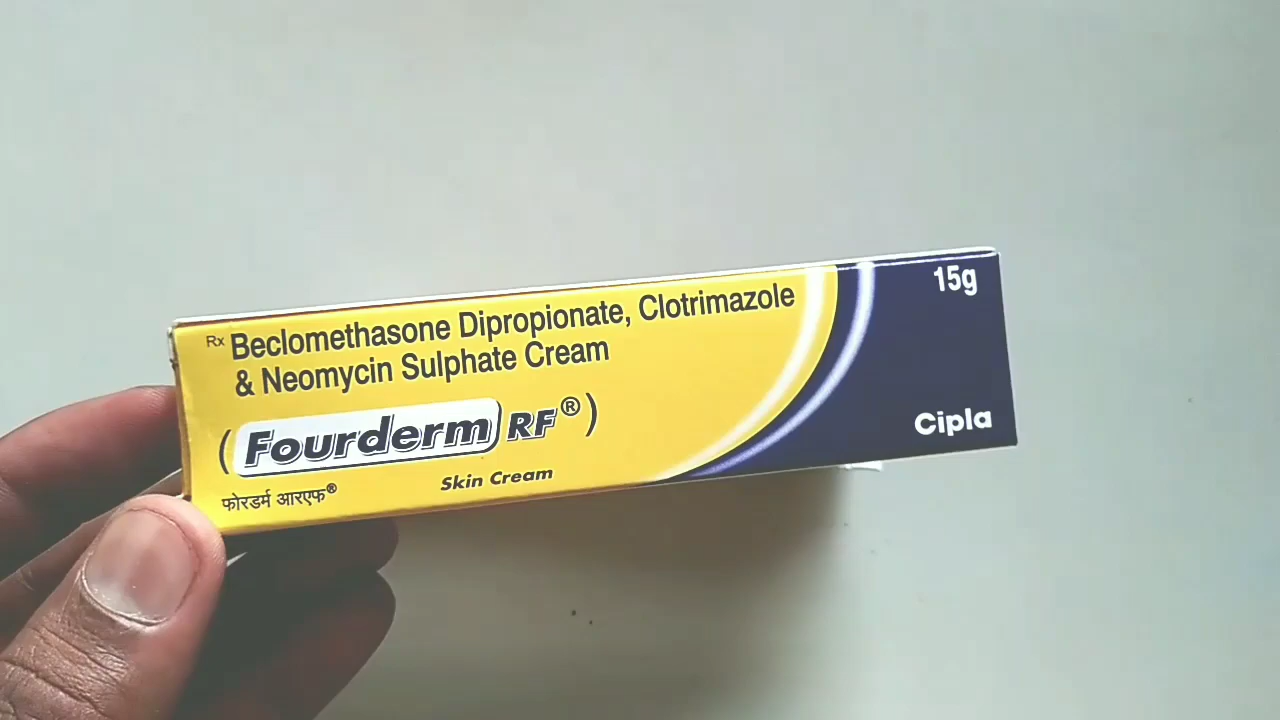 Rx Beclomethasone Dipropionate, Clotrimazole
& Neomycin Sulphate Cream
(Fourderm RF®)
Skin Cream
फोरडर्म आरएफ®
15g
Cipla